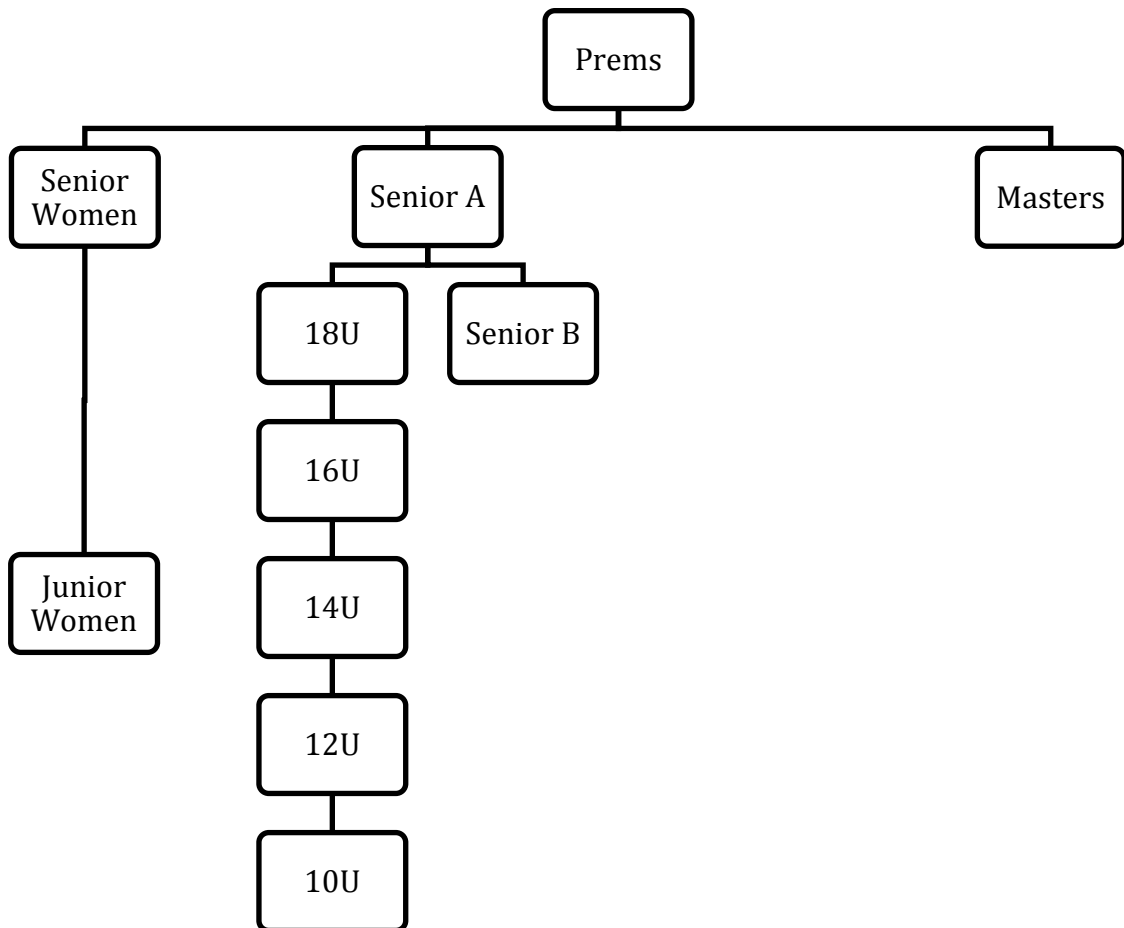 Prems
Senior
Women
Senior A
Masters
18U
Senior B
16U
Junior
Women
14U
12U
10U